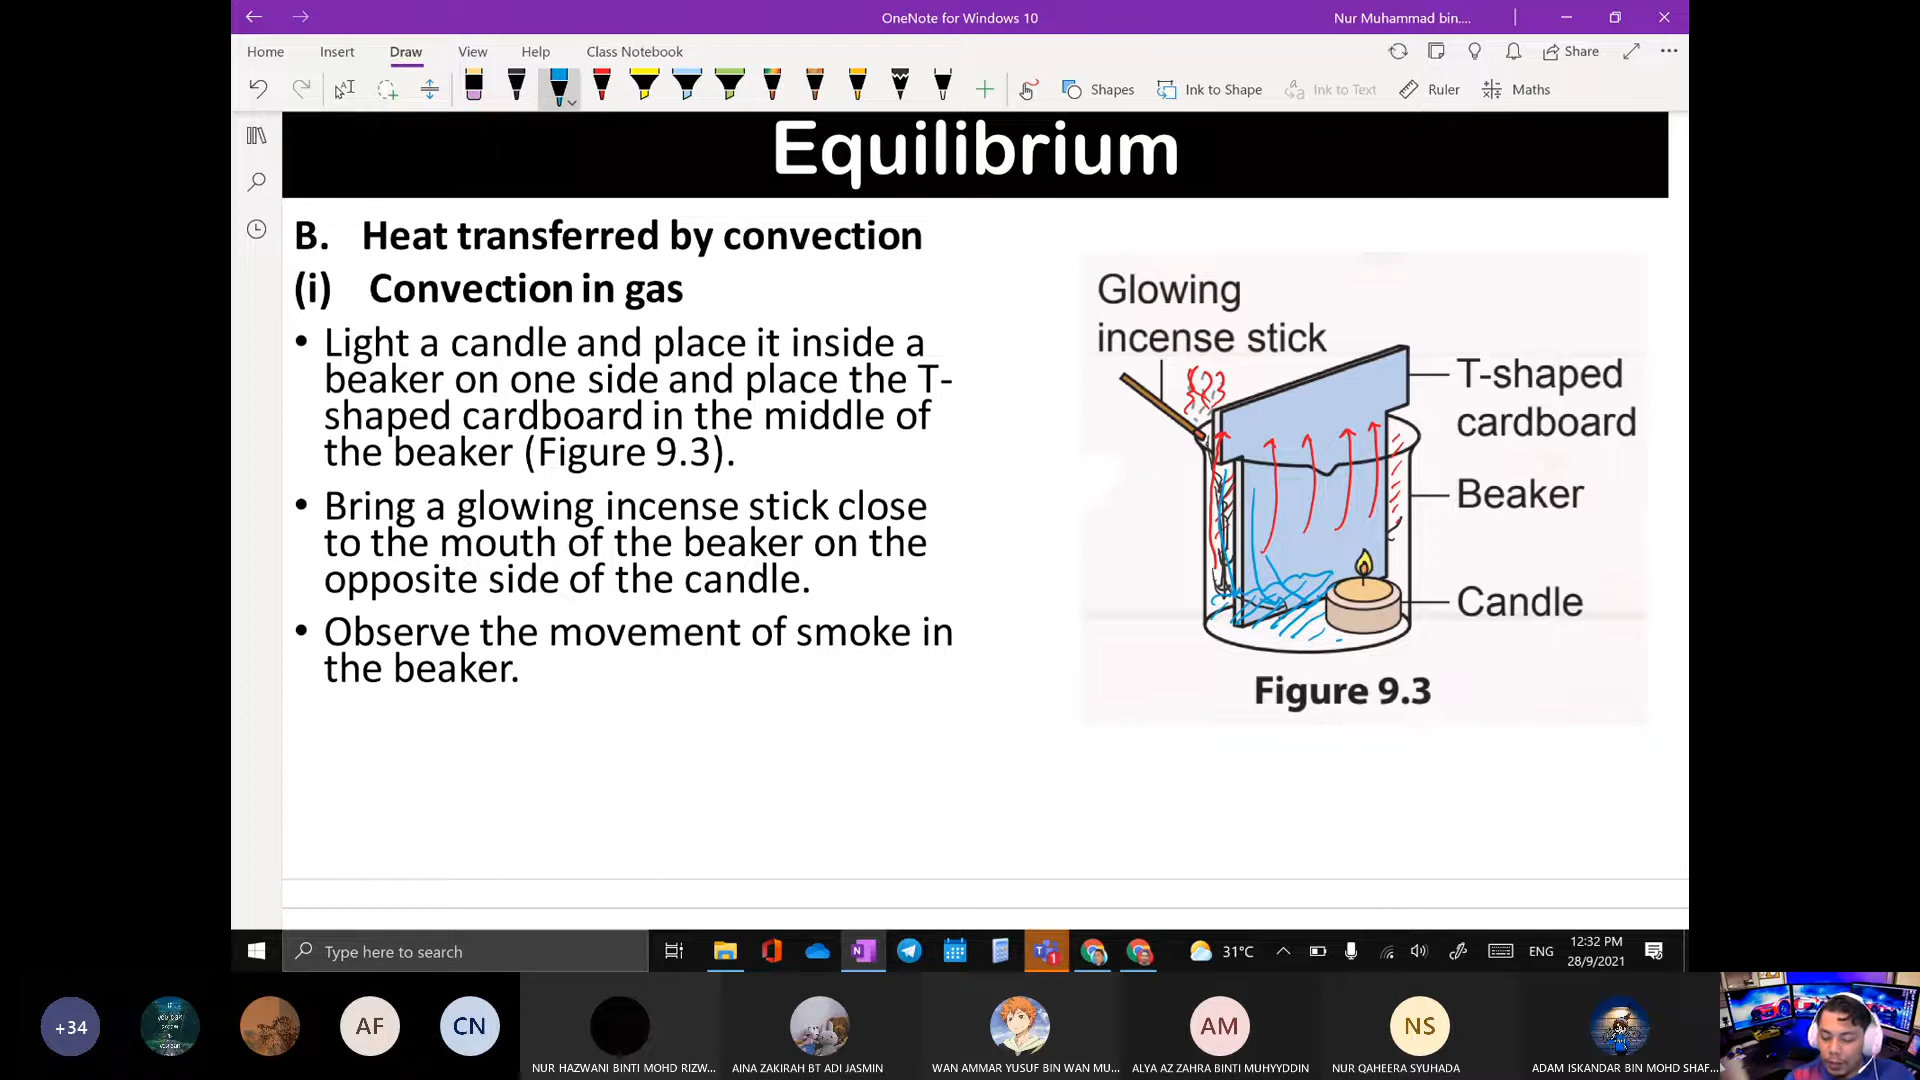 OneNote for Windows 10
Nur Muhammad bin....
Home Insert Draw View Help Class Notebook
Share
Shapes Ink to Shape Ink to Text Ruler Maths
Equilibrium
B. Heat transferred by convection
(i) Convection in gas
• Light a candle and place it inside a
beaker on one side and place the T-
shaped cardboard in the middle of
the beaker (Figure 9.3).
• Bring a glowing incense stick close
to the mouth of the beaker on the
opposite side of the candle.
• Observe the movement of smoke in
the beaker.
Glowing
incense stick
T-shaped
cardboard
Beaker
Candle
Figure 9.3
Type here to search
31°C
ENG
12:32 PM
28/9/2021
+34
AF
CN
AM
NS
NUR HAZWANI BINTI MOHD RIZW...
AINA ZAKIRAH BT ADI JASMIN
WAN AMMAR YUSUF BIN WAN MU...
ALYA AZ ZAHRA BINTI MUHYYDDIN
NUR QAHEERA SYUHADA
ADAM ISKANDAR BIN MOHD SHAF...